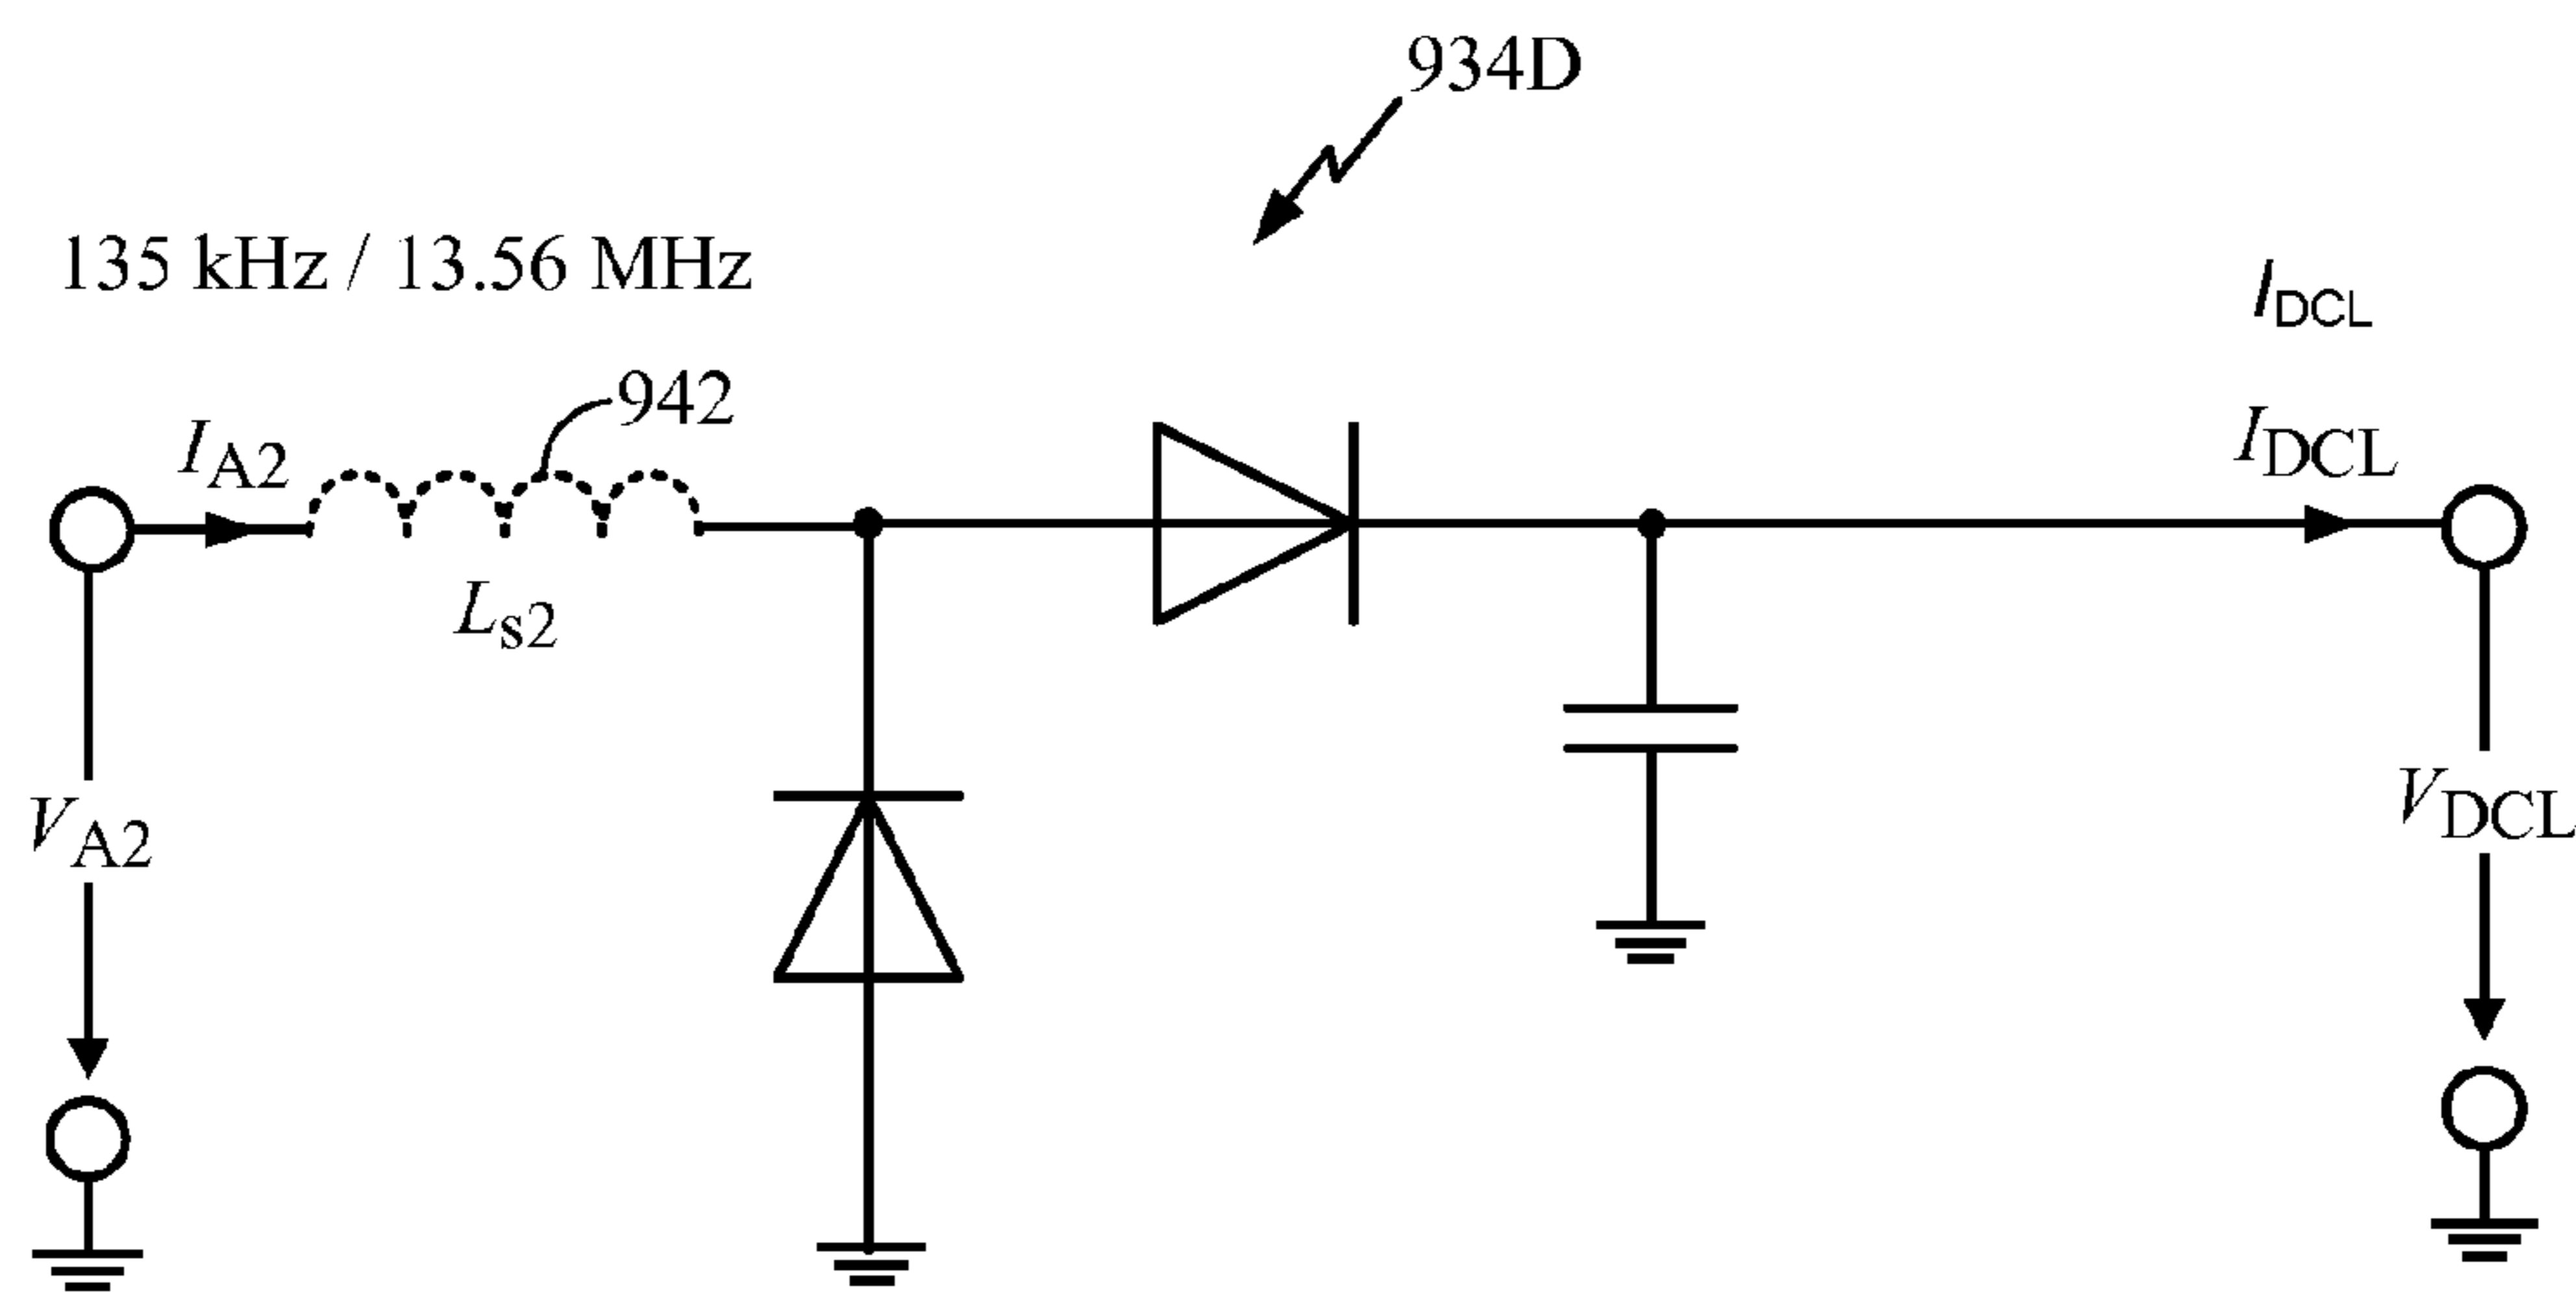 934D
135 kHz / 13.56 MHz
IDCL
942
IA2
IDCL
Ls2
VA2
VDCL